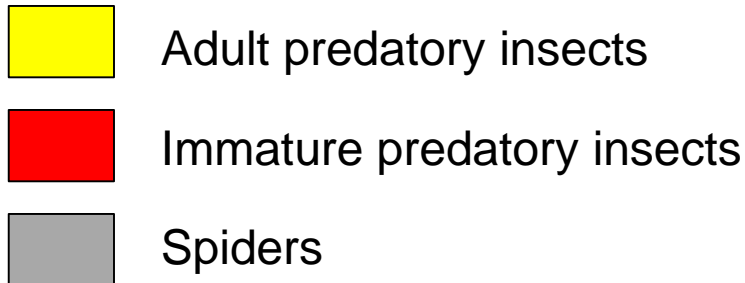 Adult predatory insects
Immature predatory insects
Spiders